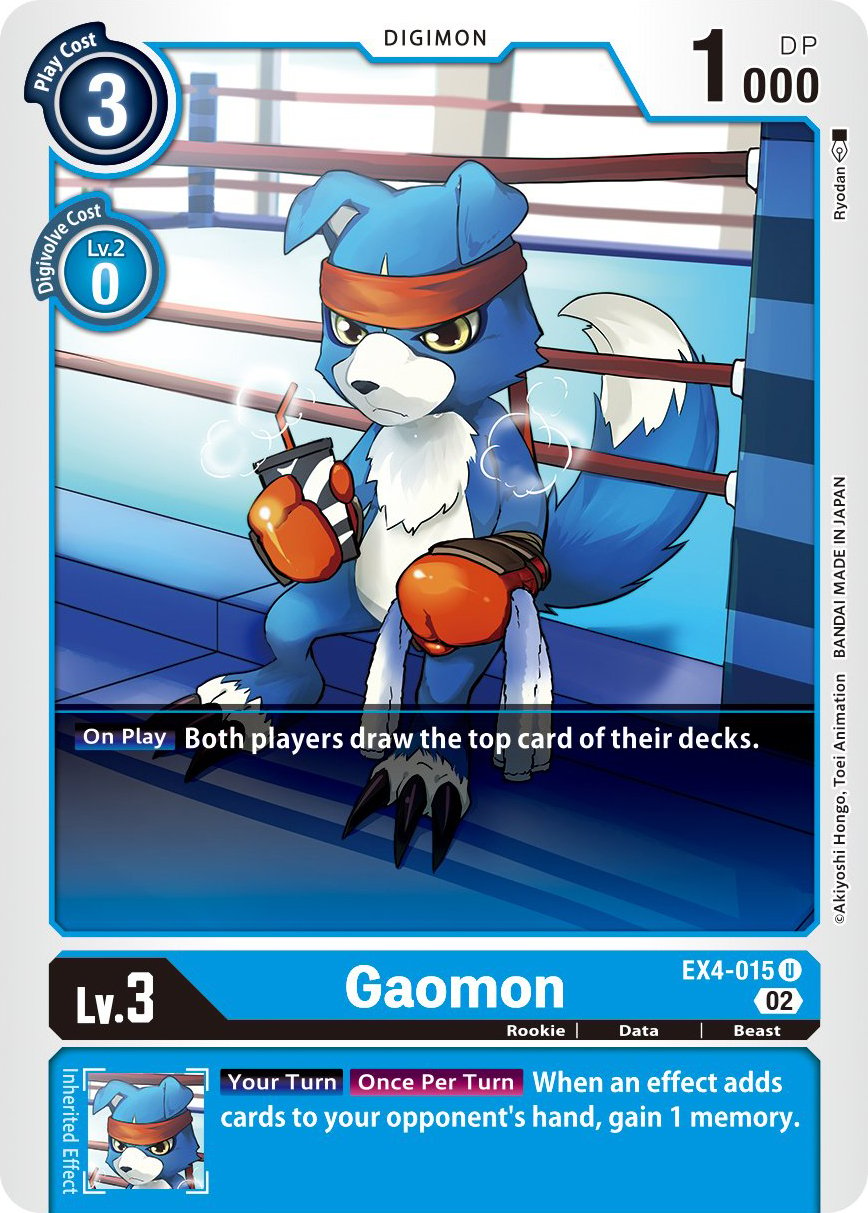 DIGIMON
Play Cost
3
1000
DP
Digivolve Cost
Lv.2
0
Ryodan
BANDAI MADE IN JAPAN
©Akiyoshi Hongo, Toei Animation
On Play Both players draw the top card of their decks.
Lv.3
Gaomon
EX4-015 U
02
Rookie | Data | Beast
Inherited Effect
Your Turn Once Per Turn When an effect adds
cards to your opponent's hand, gain 1 memory.